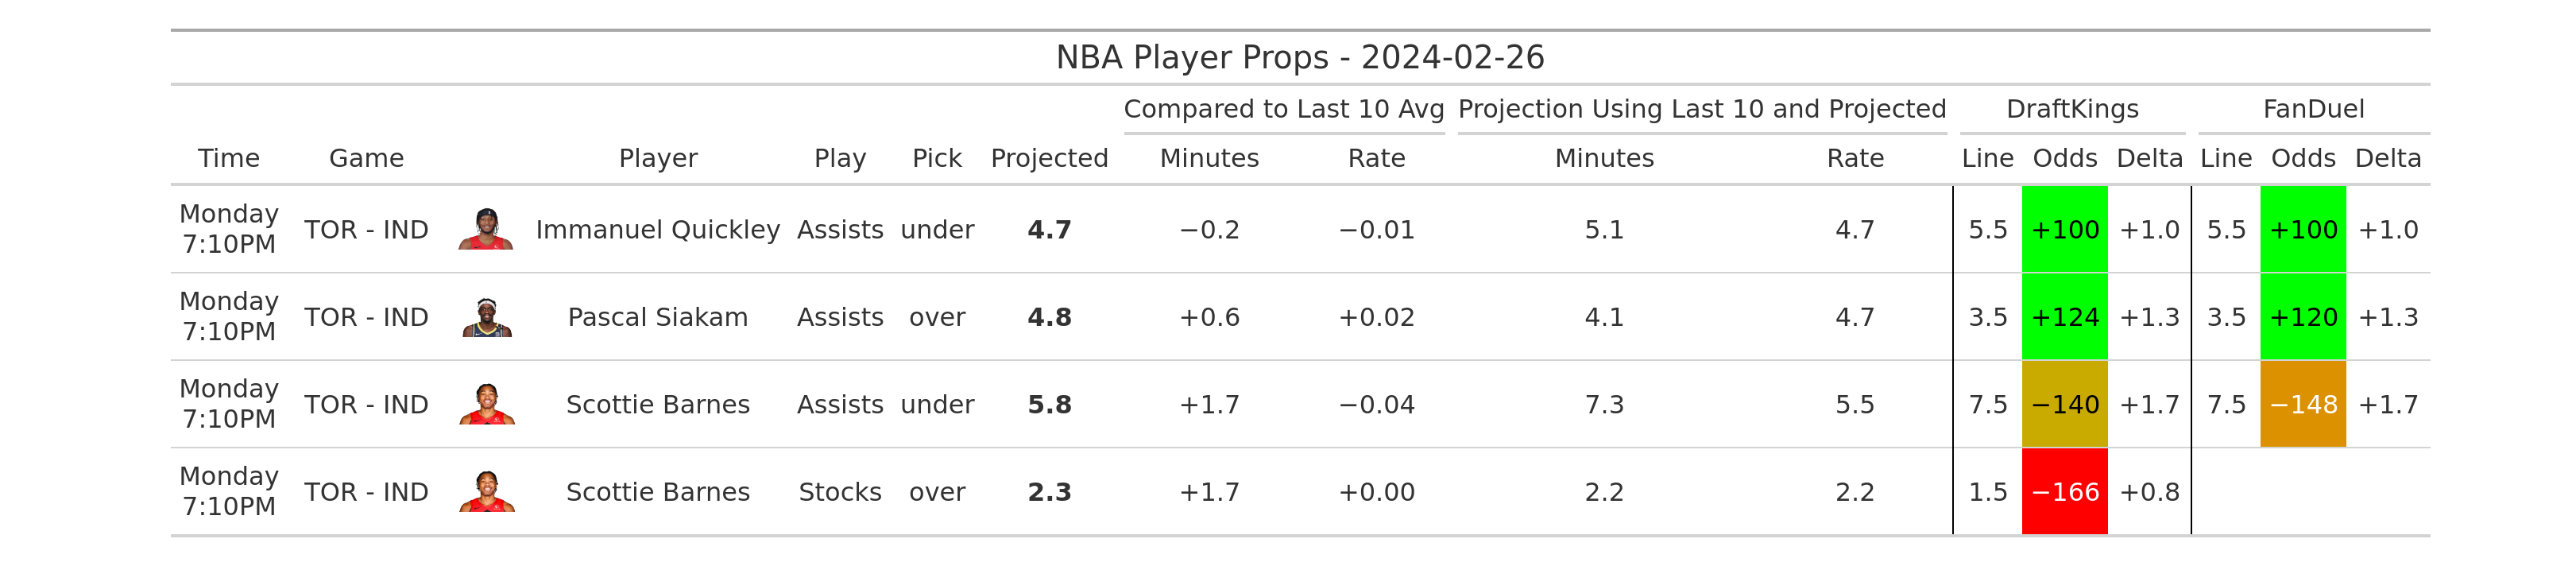 NBA Player Props - 2024-02-26
Compared to Last 10 Avg Projection Using Last 10 and Projected DraftKings FanDuel
Time Game Player Play Pick Projected Minutes Rate Minutes Rate Line Odds Delta Line Odds Delta
Monday
7:10PM TOR - IND Immanuel Quickley Assists under 4.7 −0.2 −0.01 5.1 4.7 5.5 +100 +1.0 5.5 +100 +1.0
Monday
7:10PM TOR - IND Pascal Siakam Assists over 4.8 +0.6 +0.02 4.1 4.7 3.5 +124 +1.3 3.5 +120 +1.3
Monday
7:10PM TOR - IND Scottie Barnes Assists under 5.8 +1.7 −0.04 7.3 5.5 7.5 −140 +1.7 7.5 −148 +1.7
Monday
7:10PM TOR - IND Scottie Barnes Stocks over 2.3 +1.7 +0.00 2.2 2.2 1.5 −166 +0.8